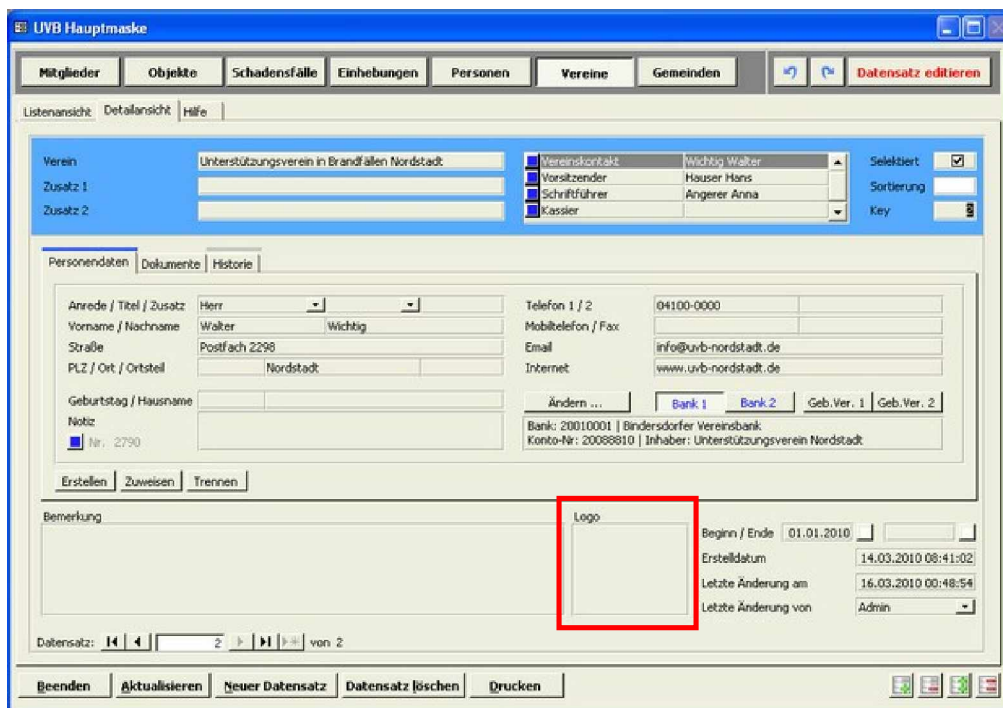 UVB Hauptmaske
Mitglieder Objekte Schadensfälle Einhebungen Personen Vereine Gemeinden Datensatz editieren
Listenansicht Detailansicht Hilfe
Verein Unterstützungsverein in Brandfällen Nordstadt
Zusatz 1
Zusatz 2
Vereinskontakt Wichtig Walter
Vorsitzender Hauser Hans
Schriftführer Angerer Anna
Kassier
Selektiert
Sortierung
Key
Personendaten Dokumente Historie
Anrede / Titel / Zusatz Herr
Vorname / Nachname Walter Wichtig
Straße Postfach 2298
PLZ / Ort / Ortsteil Nordstadt
Geburtstag / Hausname
Notiz
Nr. 2790
Telefon 1 / 2 04100-0000
Mobiltelefon / Fax
Email info@uvb-nordstadt.de
Internet www.uvb-nordstadt.de
Ändern ... Bank 1 Bank 2 Geb.Ver. 1 Geb.Ver. 2
Bank: 20010001 | Bindersdorfer Vereinsbank
Konto-Nr: 20088810 | Inhaber: Unterstützungsverein Nordstadt
Erstellen Zuweisen Trennen
Bemerkung
Logo
Beginn / Ende 01.01.2010
Erstelldatum 14.03.2010 08:41:02
Letzte Änderung am 16.03.2010 00:48:54
Letzte Änderung von Admin
Datensatz: 2 von 2
Beenden Aktualisieren Neuer Datensatz Datensatz löschen Drucken